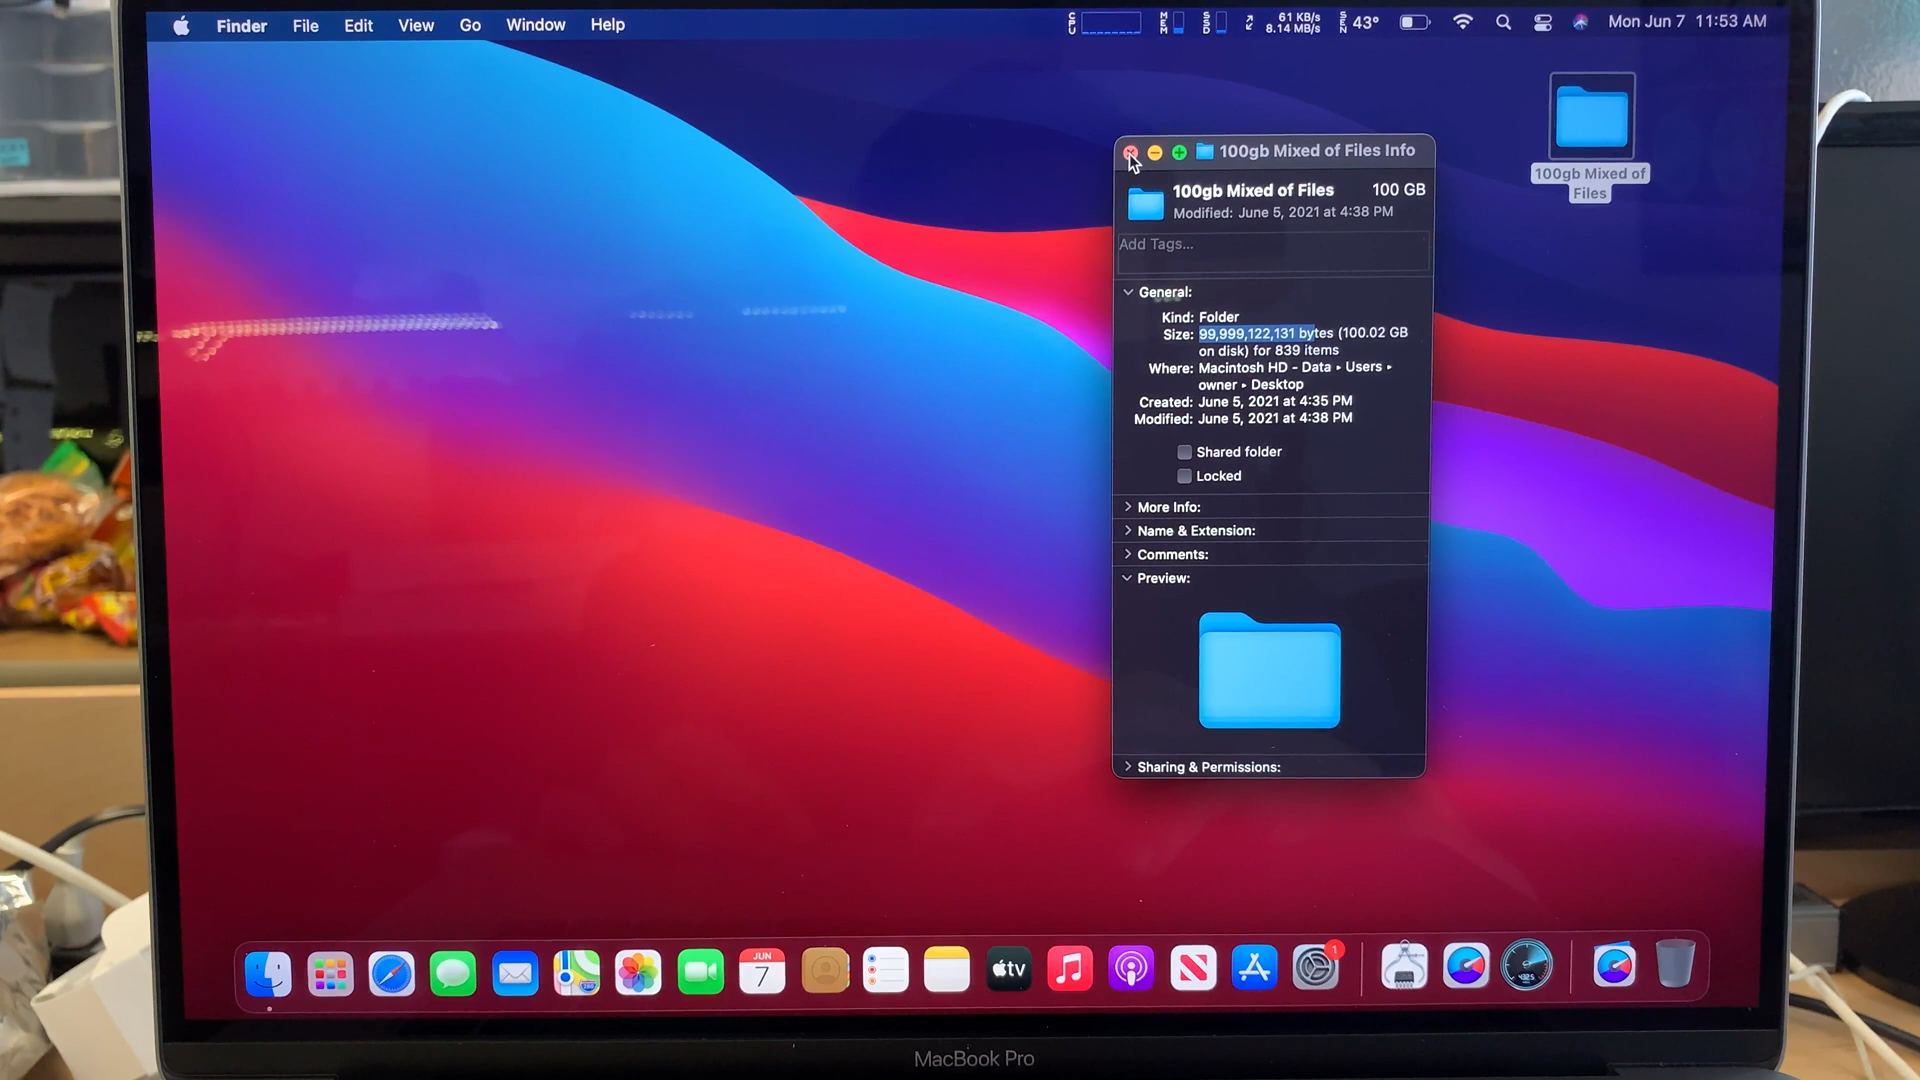 Finder File Edit View Go Window Help
CPU MEM SSD 61 KB/s 8.14 MB/s SEN 43° Mon Jun 7 11:53 AM
100gb Mixed of
Files
100gb Mixed of Files Info
100gb Mixed of Files 100 GB
Modified: June 5, 2021 at 4:38 PM
Add Tags...
General:
Kind: Folder
Size: 99,999,122,131 bytes (100.02 GB
on disk) for 839 items
Where: Macintosh HD - Data ▸ Users ▸
owner ▸ Desktop
Created: June 5, 2021 at 4:35 PM
Modified: June 5, 2021 at 4:38 PM
Shared folder
Locked
More Info:
Name & Extension:
Comments:
Preview:
Sharing & Permissions:
JUN
7
tv
1
MacBook Pro